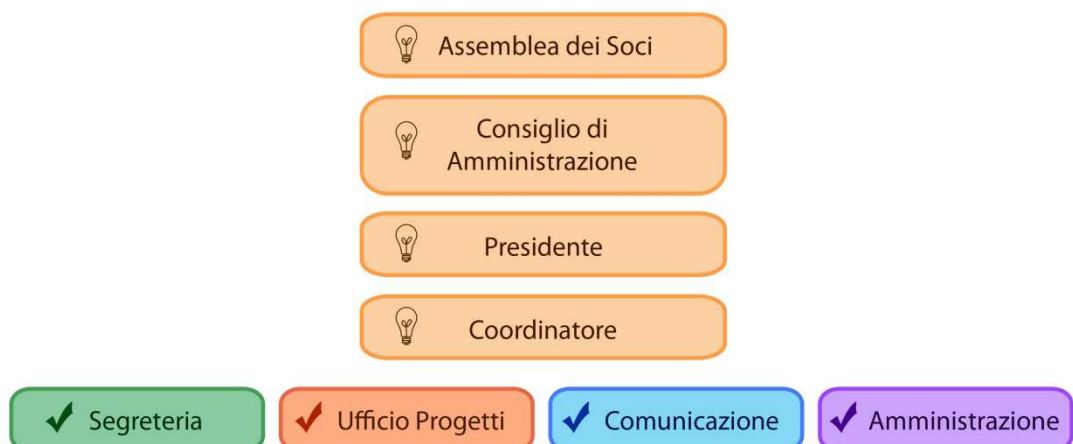 Assemblea dei Soci
Consiglio di
Amministrazione
Presidente
Coordinatore
Segreteria
Ufficio Progetti
Comunicazione
Amministrazione